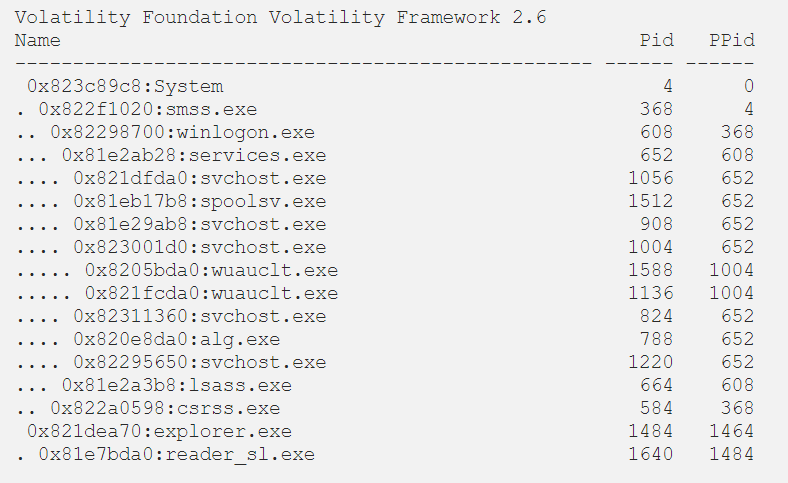 Volatility Foundation Volatility Framework 2.6
Name                                                  Pid   PPid
-------------------------------------------------- ------ ------
 0x823c89c8:System                                      4      0
. 0x822f1020:smss.exe                                 368      4
.. 0x82298700:winlogon.exe                            608    368
... 0x81e2ab28:services.exe                           652    608
.... 0x821dfda0:svchost.exe                          1056    652
.... 0x81eb17b8:spoolsv.exe                          1512    652
.... 0x81e29ab8:svchost.exe                           908    652
.... 0x823001d0:svchost.exe                          1004    652
..... 0x8205bda0:wuauclt.exe                         1588   1004
..... 0x821fcda0:wuauclt.exe                         1136   1004
.... 0x82311360:svchost.exe                           824    652
.... 0x820e8da0:alg.exe                               788    652
.... 0x82295650:svchost.exe                          1220    652
... 0x81e2a3b8:lsass.exe                              664    608
.. 0x822a0598:csrss.exe                               584    368
 0x821dea70:explorer.exe                             1484   1464
. 0x81e7bda0:reader_sl.exe                           1640   1484